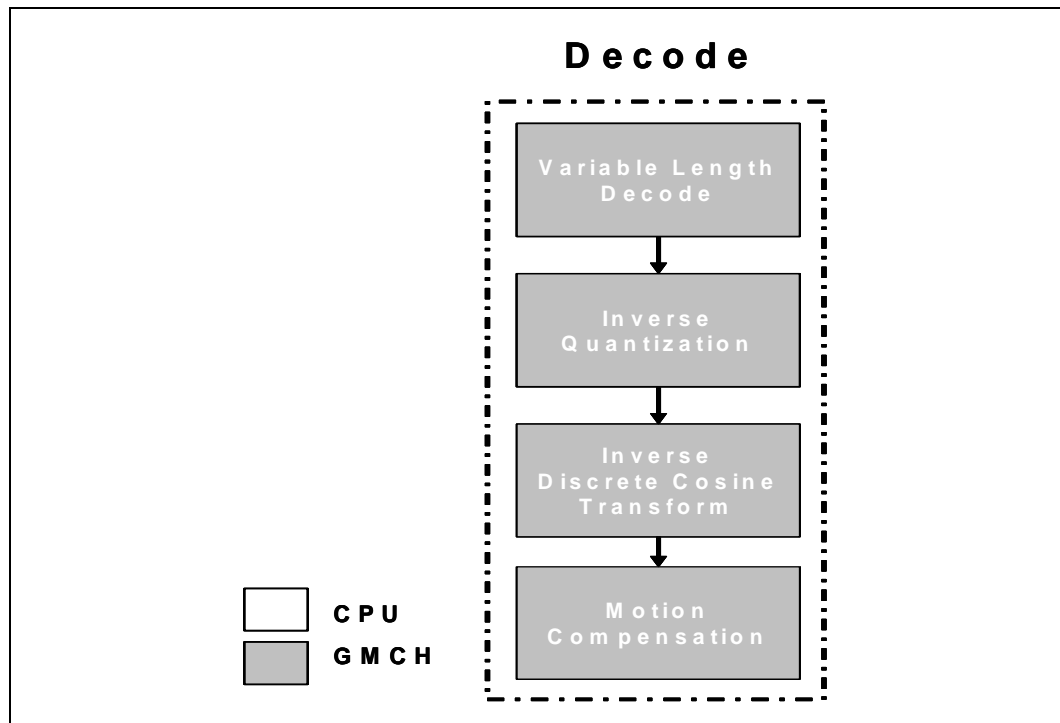 Decode
Variable Length
Decode
Inverse
Quantization
Inverse
Discrete Cosine
Transform
Motion
Compensation
CPU
GMCH